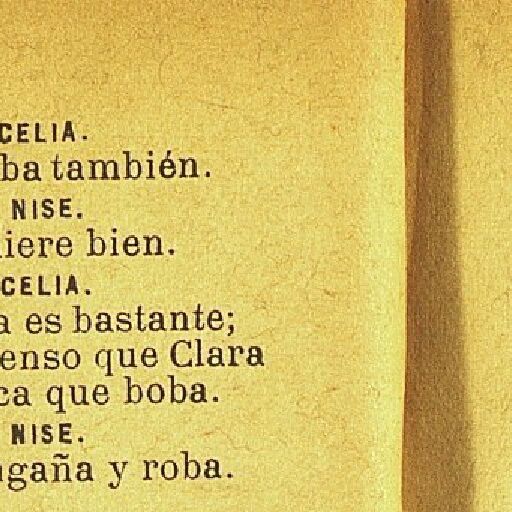 CELIA.
ba también.
NISE.
iere bien.
CELIA.
a es bastante;
enso que Clara
ca que boba.
NISE.
gaña y roba.